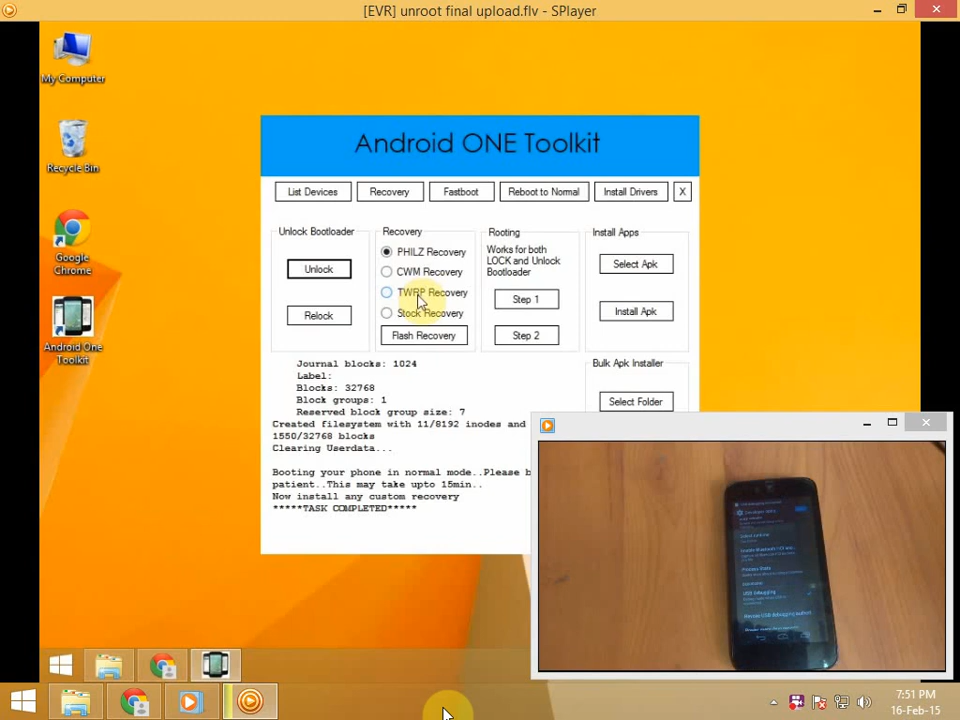 [EVR] unroot final upload.flv - SPlayer
My Computer
Recycle Bin
Google
Chrome
Android One
Toolkit
Android ONE Toolkit
List Devices
Recovery
Fastboot
Reboot to Normal
Install Drivers
X
Unlock Bootloader
Unlock
Relock
Recovery
PHILZ Recovery
CWM Recovery
TWRP Recovery
Stock Recovery
Flash Recovery
Rooting
Works for both
LOCK and Unlock
Bootloader
Step 1
Step 2
Install Apps
Select Apk
Install Apk
Bulk Apk Installer
Select Folder
Journal blocks: 1024
Label:
Blocks: 32768
Block groups: 1
Reserved block group size: 7
Created filesystem with 11/8192 inodes and
1550/32768 blocks
Clearing Userdata...
Booting your phone in normal mode..Please b
patient..This may take upto 15min..
Now install any custom recovery
*****TASK COMPLETED*****
USB debugging
7:51 PM
16-Feb-15